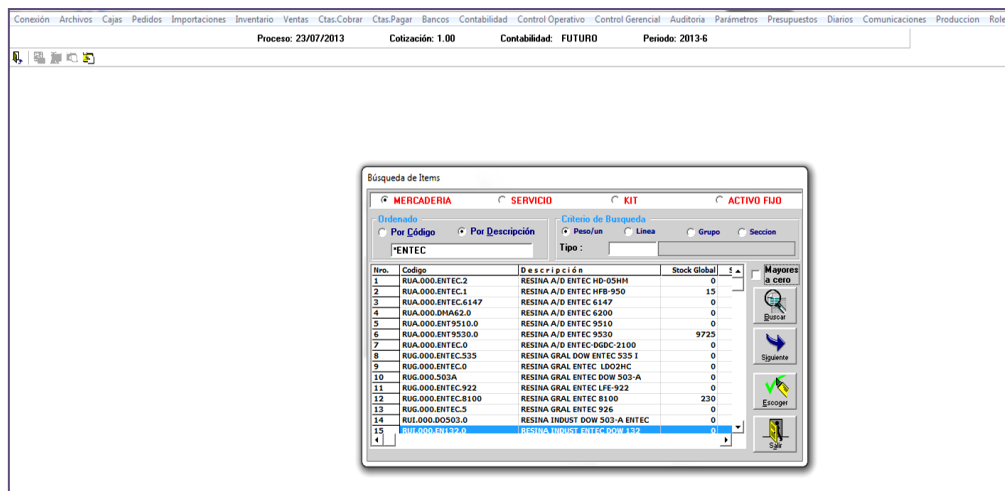 Conexión Archivos Cajas Pedidos Importaciones Inventario Ventas Ctas.Cobrar Ctas.Pagar Bancos Contabilidad Control Operativo Control Gerencial Auditoria Parámetros Presupuestos Diarios Comunicaciones Produccion Role
Proceso: 23/07/2013 Cotización: 1.00 Contabilidad: FUTURO Periodo: 2013-6
Búsqueda de Items
MERCADERIA SERVICIO KIT ACTIVO FIJO
Ordenado Criterio de Busqueda
Por Código Por Descripción Peso/un Linea Grupo Seccion
*ENTEC Tipo :
Nro. Codigo Descripción Stock Global S Mayores a cero
1 RUA.000.ENTEC.2 RESINA A/D ENTEC HD-05HM 0
2 RUA.000.ENTEC.1 RESINA A/D ENTEC HFB-950 15
3 RUA.000.ENTEC.6147 RESINA A/D ENTEC 6147 0
4 RUA.000.DMA62.0 RESINA A/D ENTEC 6200 0
5 RUA.000.ENT9510.0 RESINA A/D ENTEC 9510 0
6 RUA.000.ENT9530.0 RESINA A/D ENTEC 9530 9725
7 RUA.000.ENTEC.0 RESINA A/D ENTEC-DGDC-2100 0
8 RUG.000.ENTEC.535 RESINA GRAL DOW ENTEC 535 I 0
9 RUG.000.ENTEC.0 RESINA GRAL ENTEC LDO2HC 0
10 RUG.000.503A RESINA GRAL ENTEC DOW 503-A 0
11 RUG.000.ENTEC.922 RESINA GRAL ENTEC LFE-922 0
12 RUG.000.ENTEC.8100 RESINA GRAL ENTEC 8100 230
13 RUG.000.ENTEC.5 RESINA GRAL ENTEC 926 0
14 RUI.000.DO503.0 RESINA INDUST DOW 503-A ENTEC 0
15 RUI.000.EN132.0 RESINA INDUST ENTEC DOW 132 0
Buscar
Siguiente
Escoger
Salir